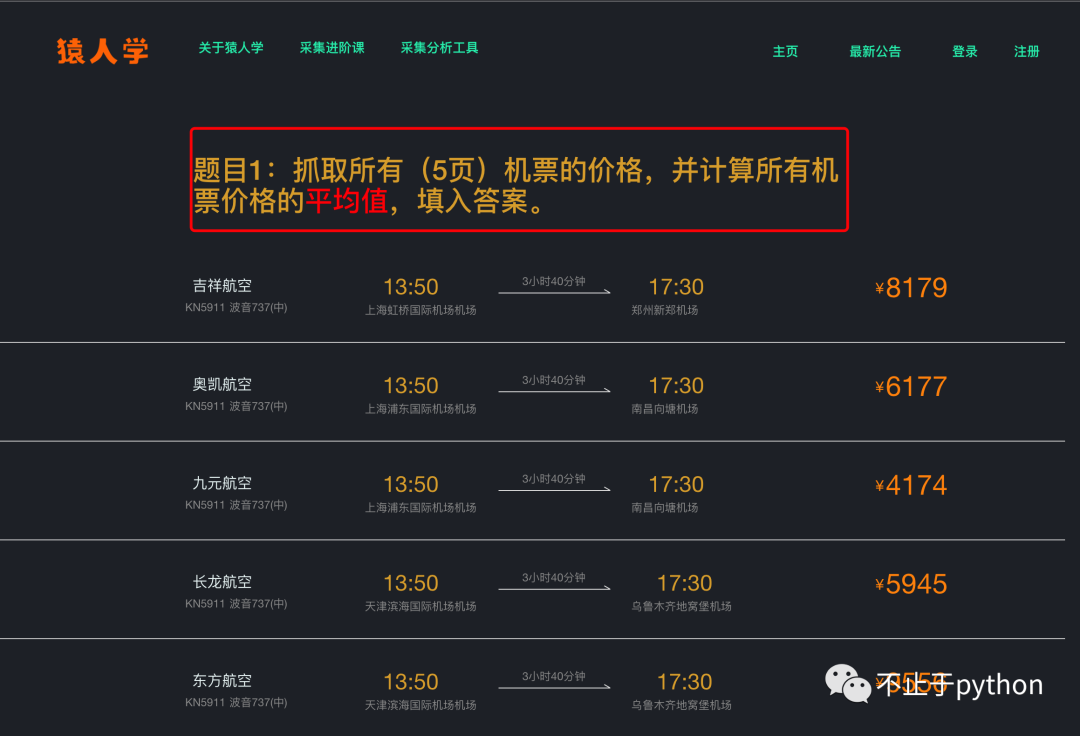 猿人学 关于猿人学 采集进阶课 采集分析工具 主页 最新公告 登录 注册
题目1：抓取所有（5页）机票的价格，并计算所有机
票价格的平均值，填入答案。
吉祥航空 13:50 3小时40分钟 17:30 ¥8179
KN5911 波音737(中) 上海虹桥国际机场机场 郑州新郑机场
奥凯航空 13:50 3小时40分钟 17:30 ¥6177
KN5911 波音737(中) 上海浦东国际机场机场 南昌向塘机场
九元航空 13:50 3小时40分钟 17:30 ¥4174
KN5911 波音737(中) 上海浦东国际机场机场 南昌向塘机场
长龙航空 13:50 3小时40分钟 17:30 ¥5945
KN5911 波音737(中) 天津滨海国际机场机场 乌鲁木齐地窝堡机场
东方航空 13:50 3小时40分钟 17:30 不止于python
KN5911 波音737(中) 天津滨海国际机场机场 乌鲁木齐地窝堡机场